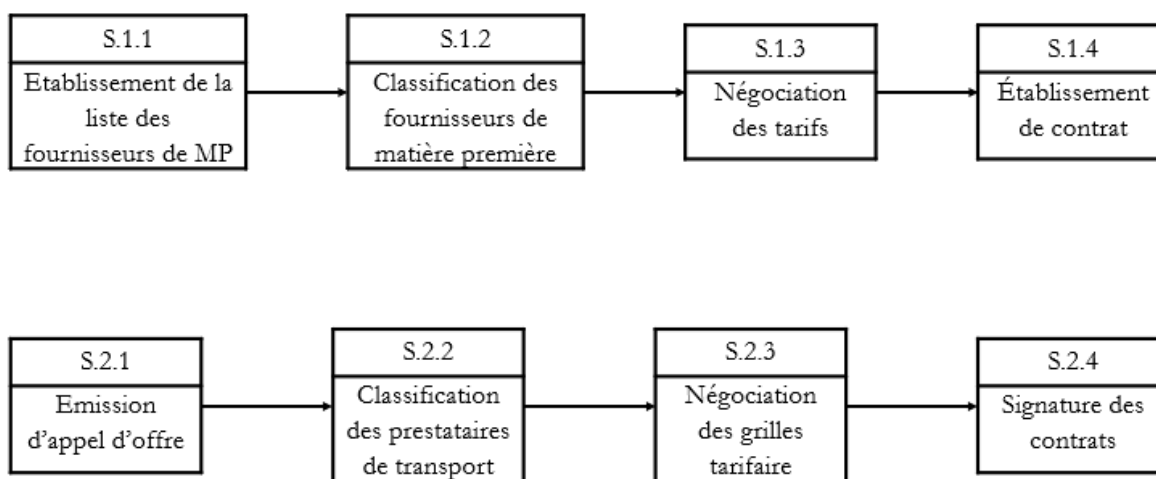 S.1.1
Etablissement de la
liste des
fournisseurs de MP
S.1.2
Classification des
fournisseurs de
matière première
S.1.3
Négociation
des tarifs
S.1.4
Établissement
de contrat
S.2.1
Emission
d’appel d’offre
S.2.2
Classification
des prestataires
de transport
S.2.3
Négociation
des grilles
tarifaire
S.2.4
Signature des
contrats